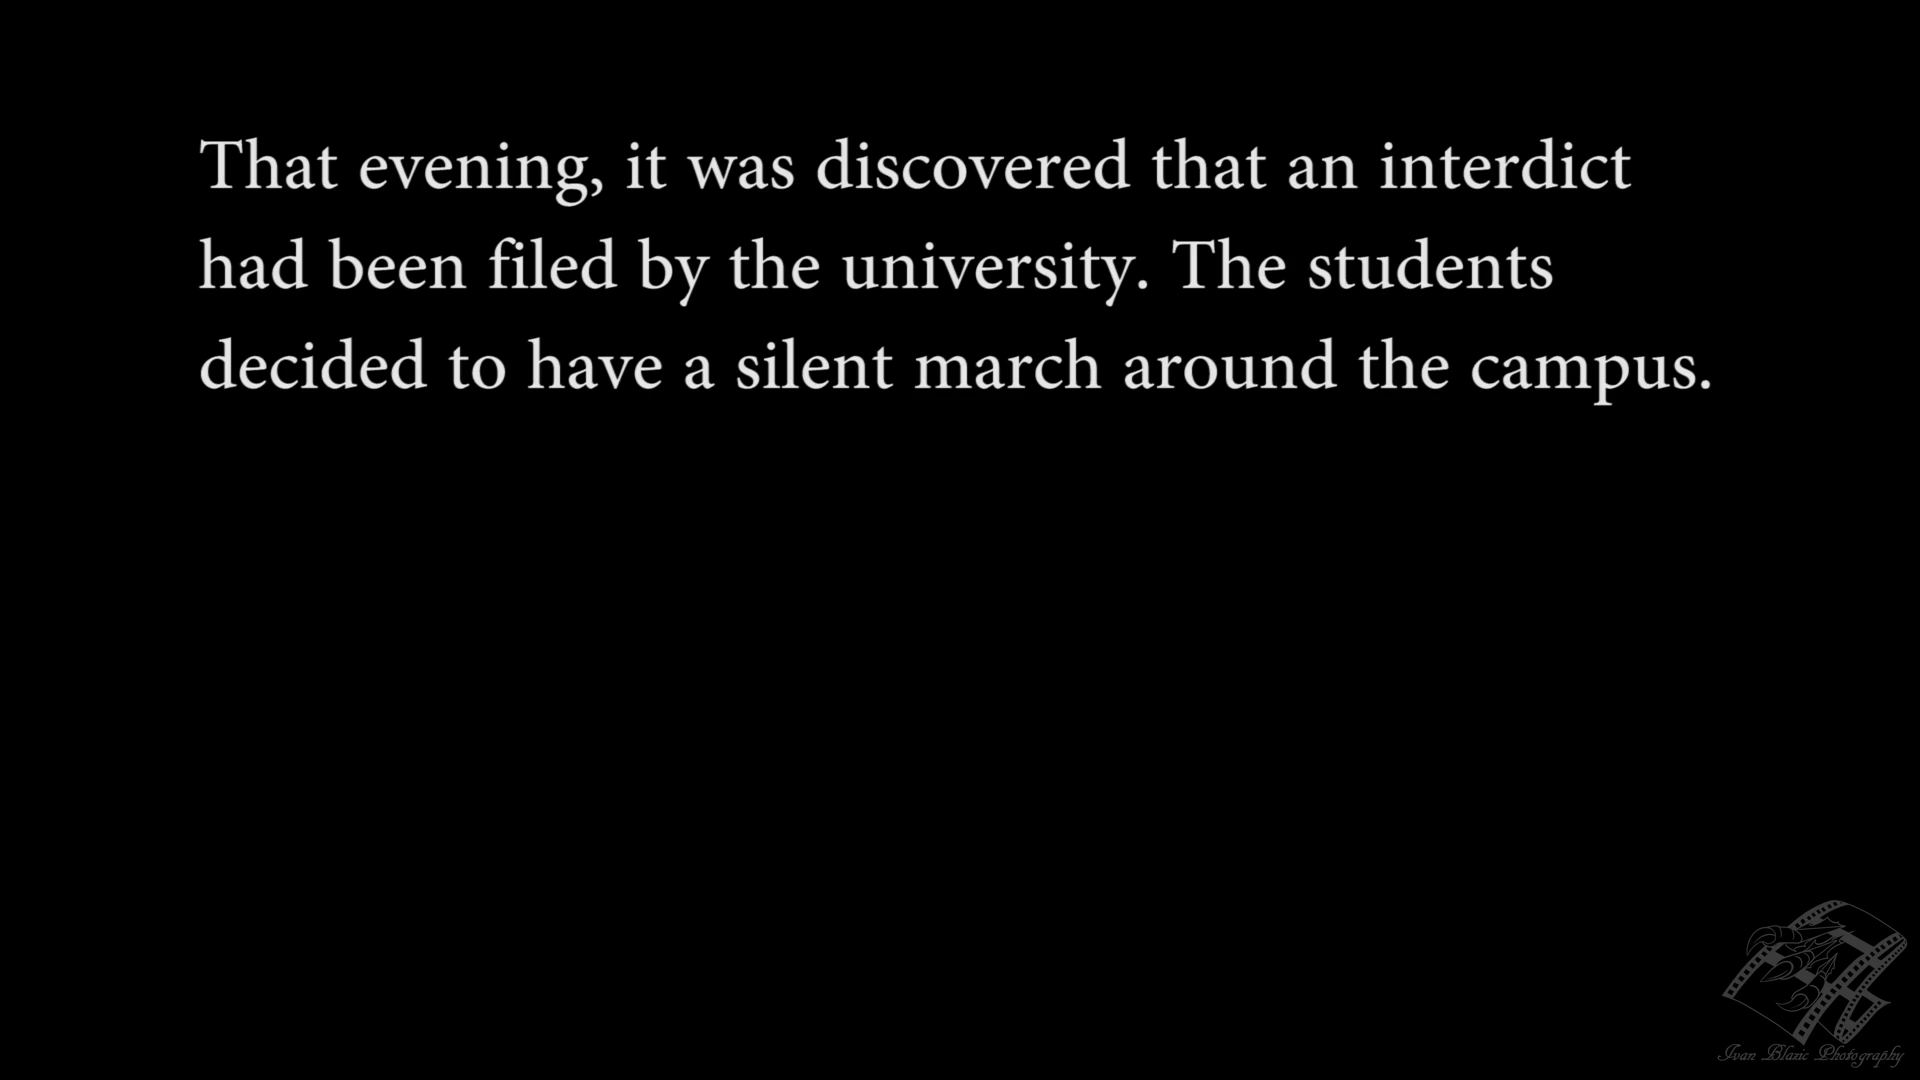 That evening, it was discovered that an interdict
had been filed by the university. The students
decided to have a silent march around the campus.
Ivan Blazic Photography